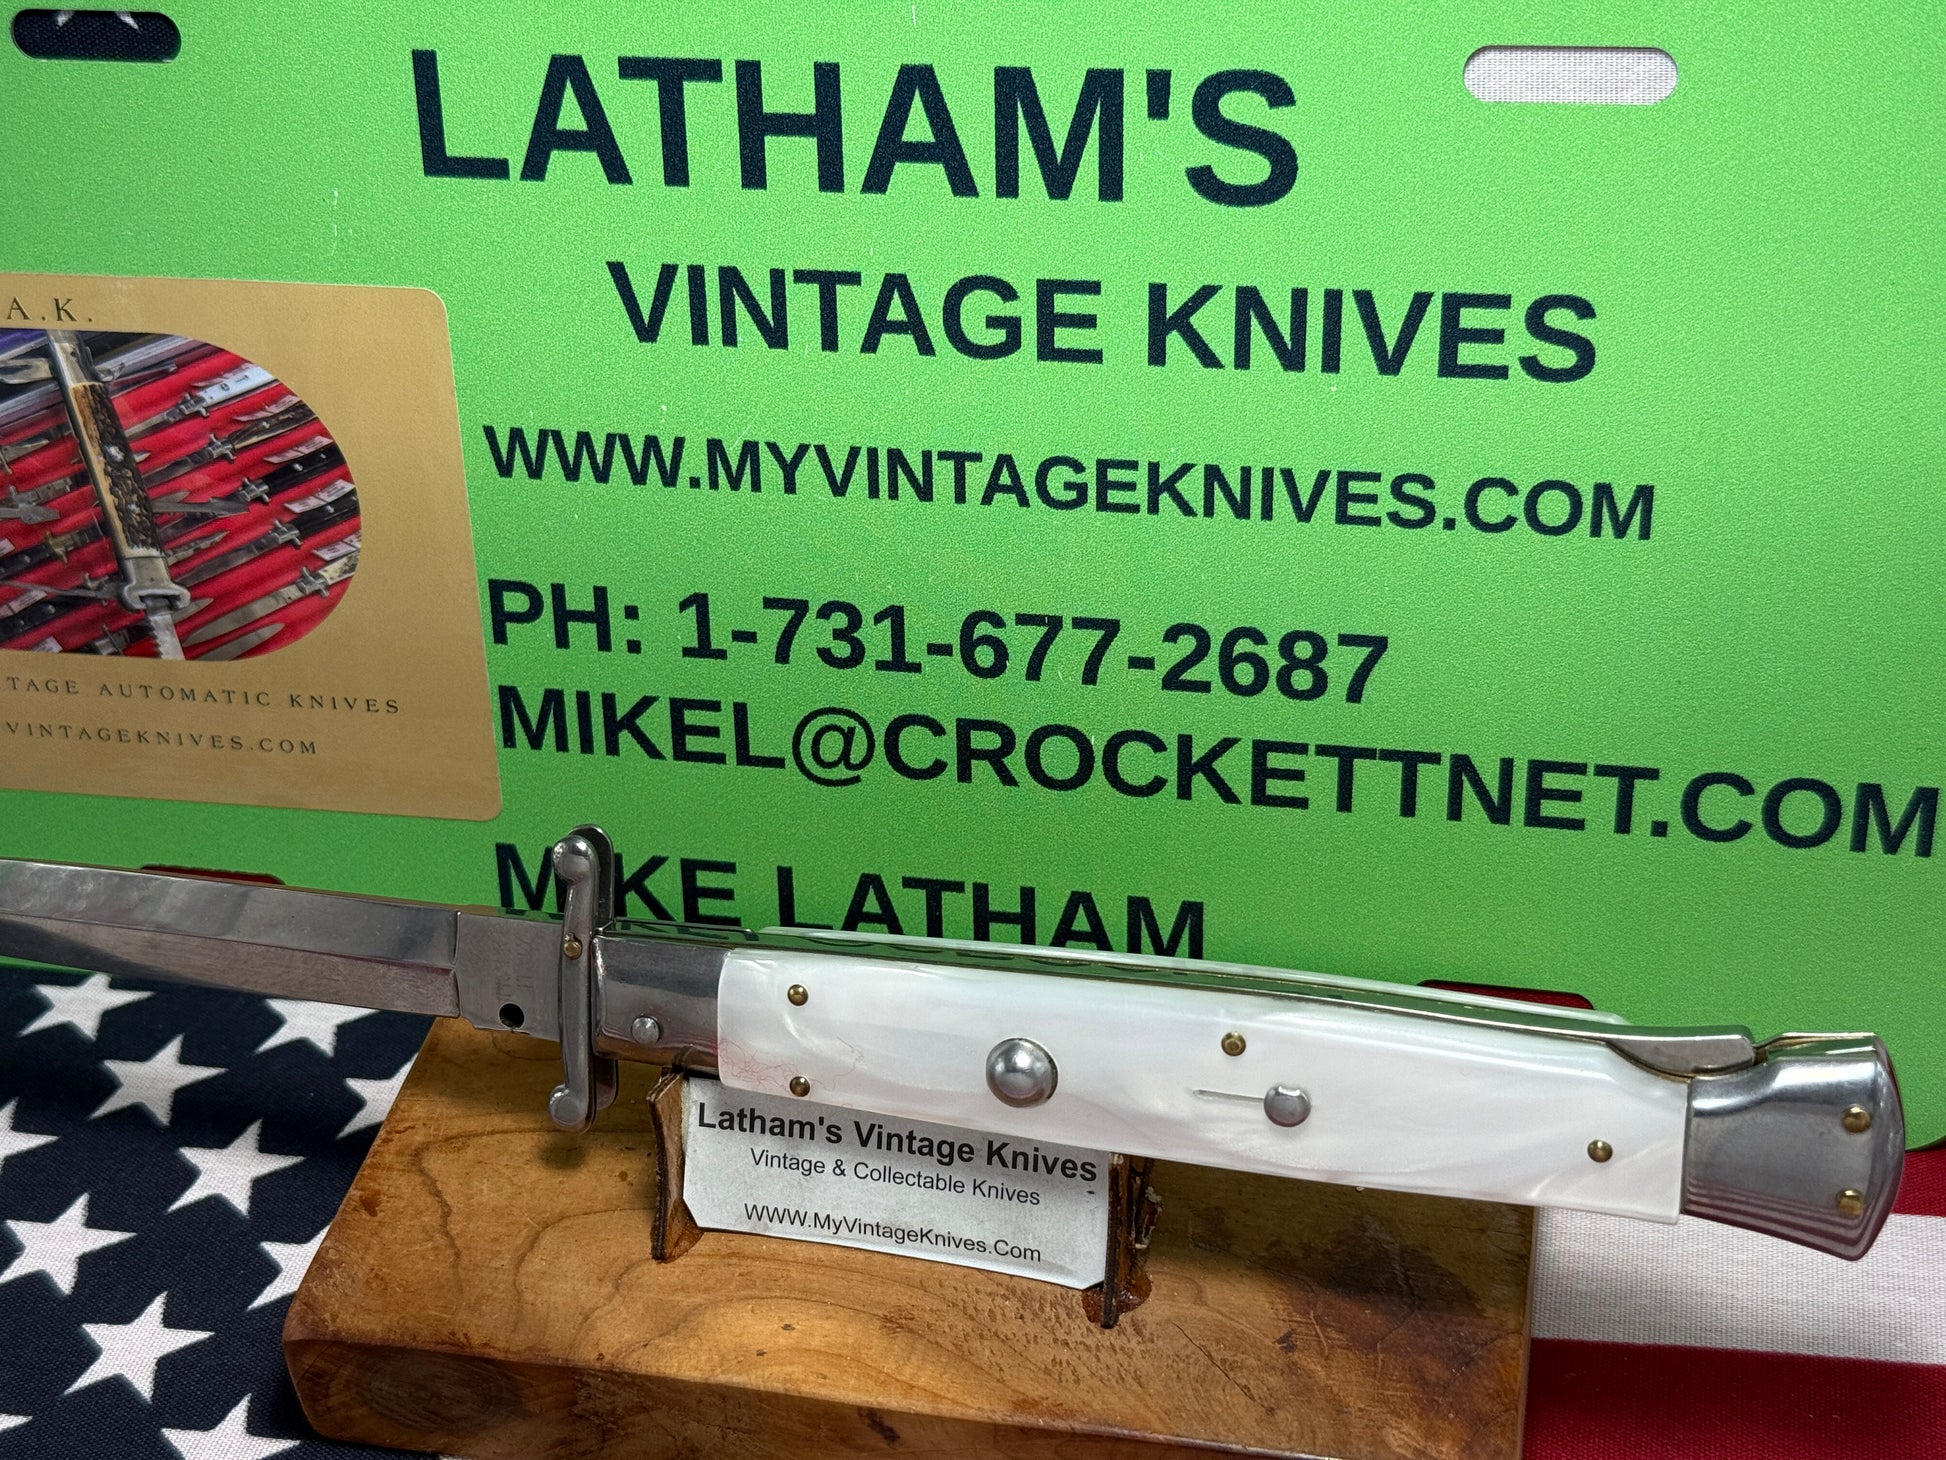 LATHAM'S
VINTAGE KNIVES
WWW.MYVINTAGEKNIVES.COM
PH: 1-731-677-2687
MIKEL@CROCKETTNET.COM
MIKE LATHAM
A.K.
TAGE AUTOMATIC KNIVES
VINTAGEKNIVES.COM
Latham's Vintage Knives
Vintage & Collectable Knives
WWW.MyVintageKnives.Com